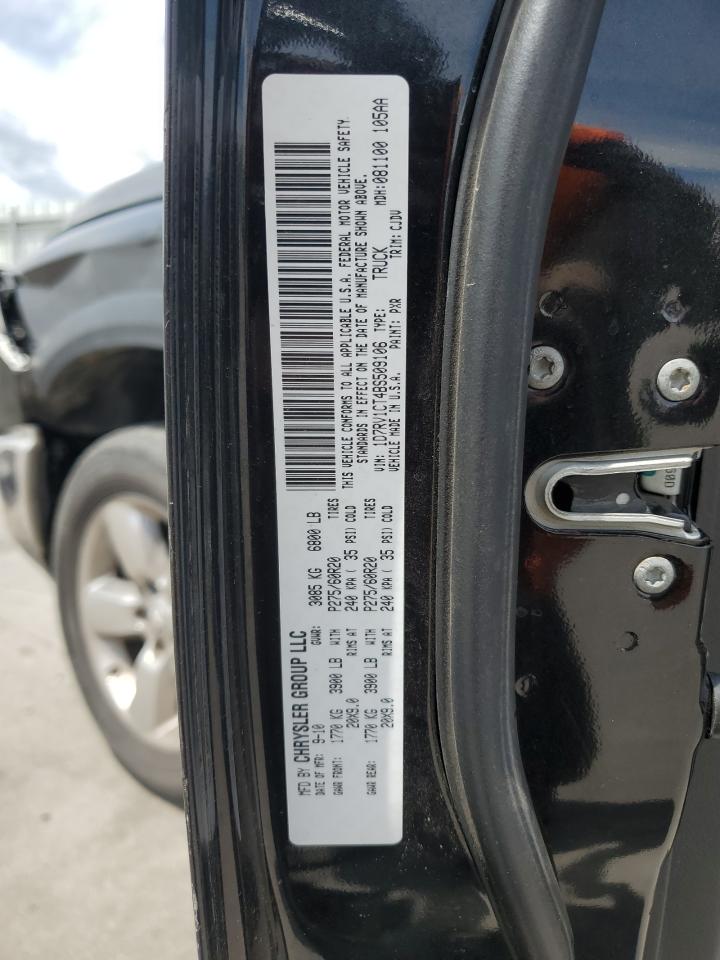 MFD BY CHRYSLER GROUP LLC
DATE OF MFR: 9-10 GVWR: 3085 KG 6800 LB
GAWR FRONT: 1770 KG 3900 LB WITH P275/60R20 TIRES
20X9.0 RIMS AT 240 KPA ( 35 PSI) COLD
GAWR REAR: 1770 KG 3900 LB WITH P275/60R20 TIRES
20X9.0 RIMS AT 240 KPA ( 35 PSI) COLD
THIS VEHICLE CONFORMS TO ALL APPLICABLE U.S.A. FEDERAL MOTOR VEHICLE SAFETY
STANDARDS IN EFFECT ON THE DATE OF MANUFACTURE SHOWN ABOVE.
VIN: 1D7RV1CT4BS509106 TYPE: TRUCK MDH: 081100 105AA
VEHICLE MADE IN U.S.A. PAINT: PXR TRIM: CJDV